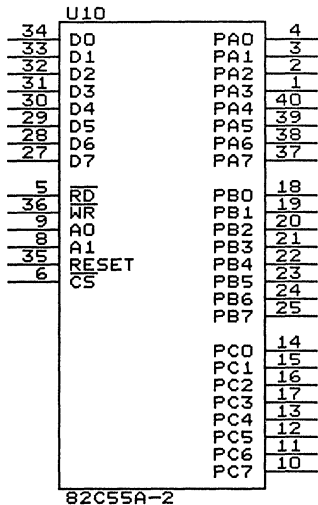 U10
34 D0 PA0 4
33 D1 PA1 3
32 D2 PA2 2
31 D3 PA3 1
30 D4 PA4 40
29 D5 PA5 39
28 D6 PA6 38
27 D7 PA7 37
5 RD PB0 18
36 WR PB1 19
9 A0 PB2 20
8 A1 PB3 21
35 RESET PB4 22
6 CS PB5 23
PB6 24
PB7 25
PC0 14
PC1 15
PC2 16
PC3 17
PC4 13
PC5 12
PC6 11
PC7 10
82C55A-2